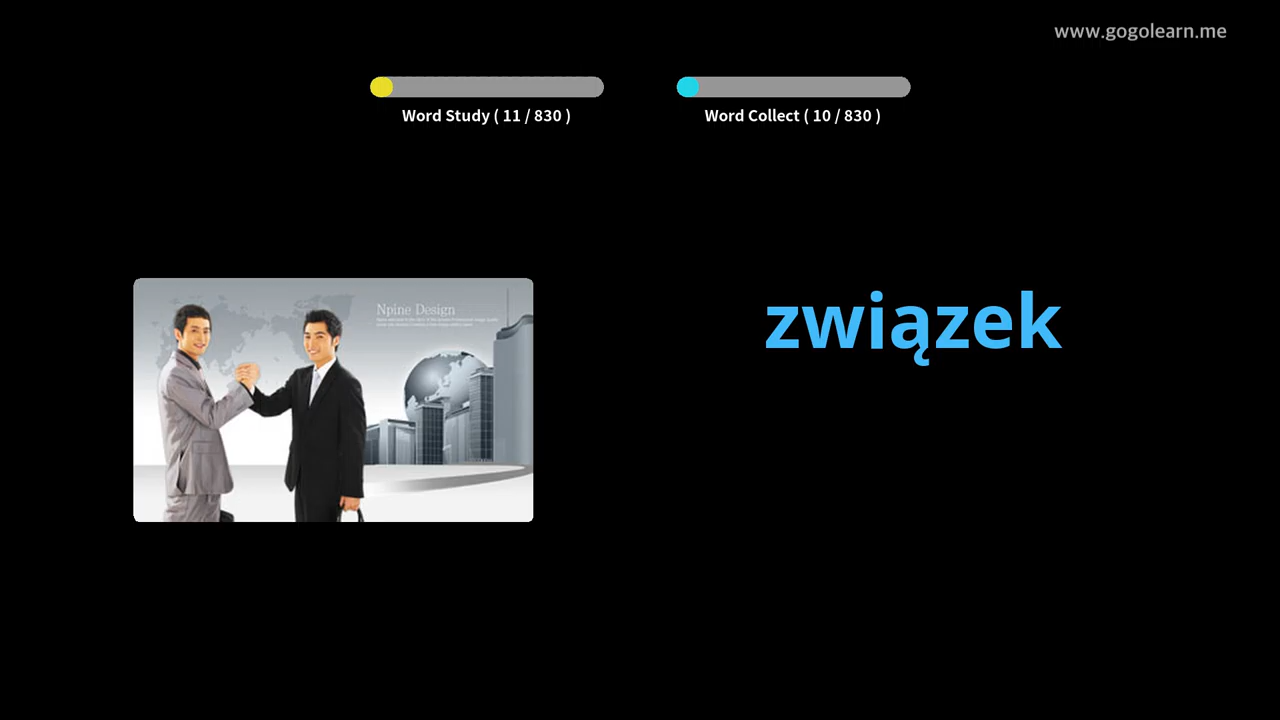 www.gogolearn.me
Word Study ( 11 / 830 )
Word Collect ( 10 / 830 )
Npine Design
związek